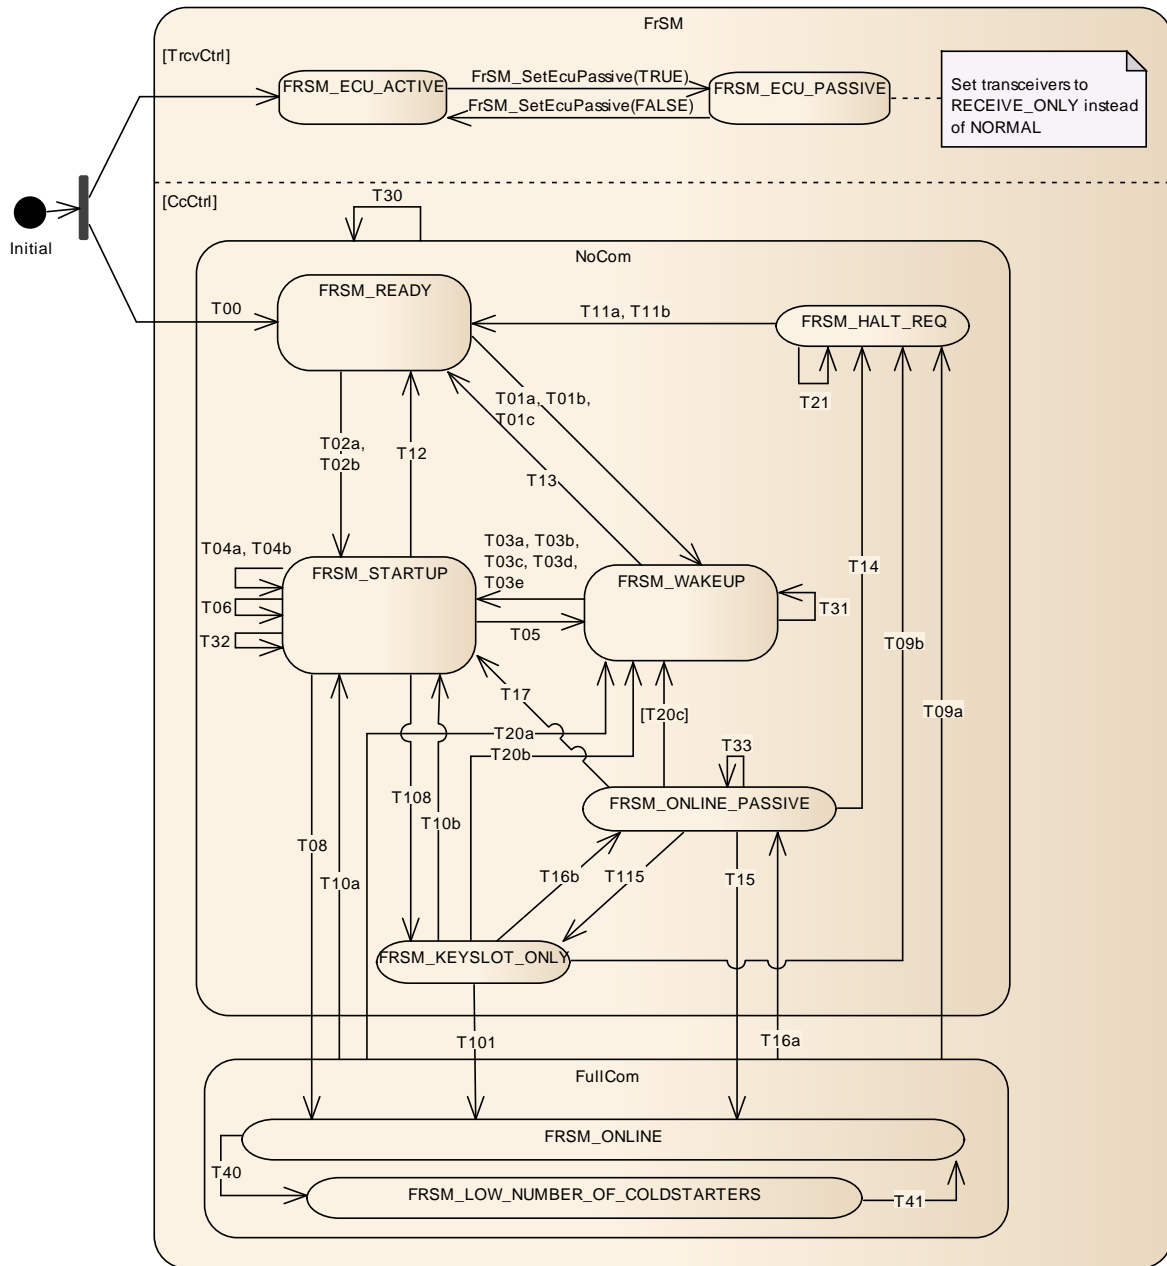 FrSM
[TrcvCtrl]
FRSM_ECU_ACTIVE
FrSM_SetEcuPassive(TRUE)
FrSM_SetEcuPassive(FALSE)
FRSM_ECU_PASSIVE
Set transceivers to
RECEIVE_ONLY instead
of NORMAL
Initial
[CcCtrl]
T30
NoCom
T00
FRSM_READY
T11a, T11b
FRSM_HALT_REQ
T21
T01a, T01b,
T01c
T02a,
T02b
T12
T13
T04a, T04b
T06
T32
FRSM_STARTUP
T03a, T03b,
T03c, T03d,
T03e
T05
FRSM_WAKEUP
T31
T14
T09b
T09a
T17
[T20c]
T20a
T20b
T33
FRSM_ONLINE_PASSIVE
T108
T10b
T08
T10a
T16b
T115
T15
FRSM_KEYSLOT_ONLY
T101
T16a
FullCom
FRSM_ONLINE
T40
FRSM_LOW_NUMBER_OF_COLDSTARTERS
T41